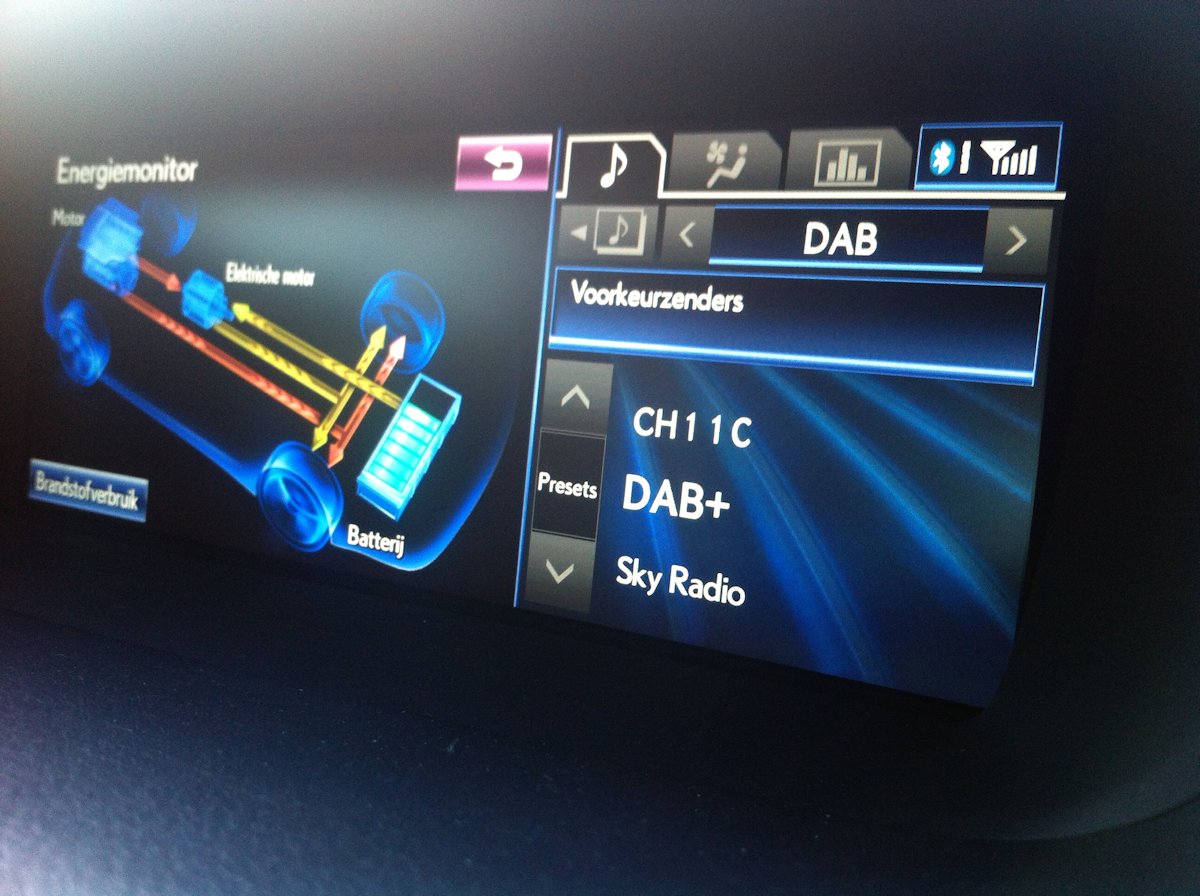 Energiemonitor
Motor
Elektrische motor
Batterij
Brandstofverbruik
DAB
Voorkeurzenders
Presets
CH 1 1 C
DAB+
Sky Radio